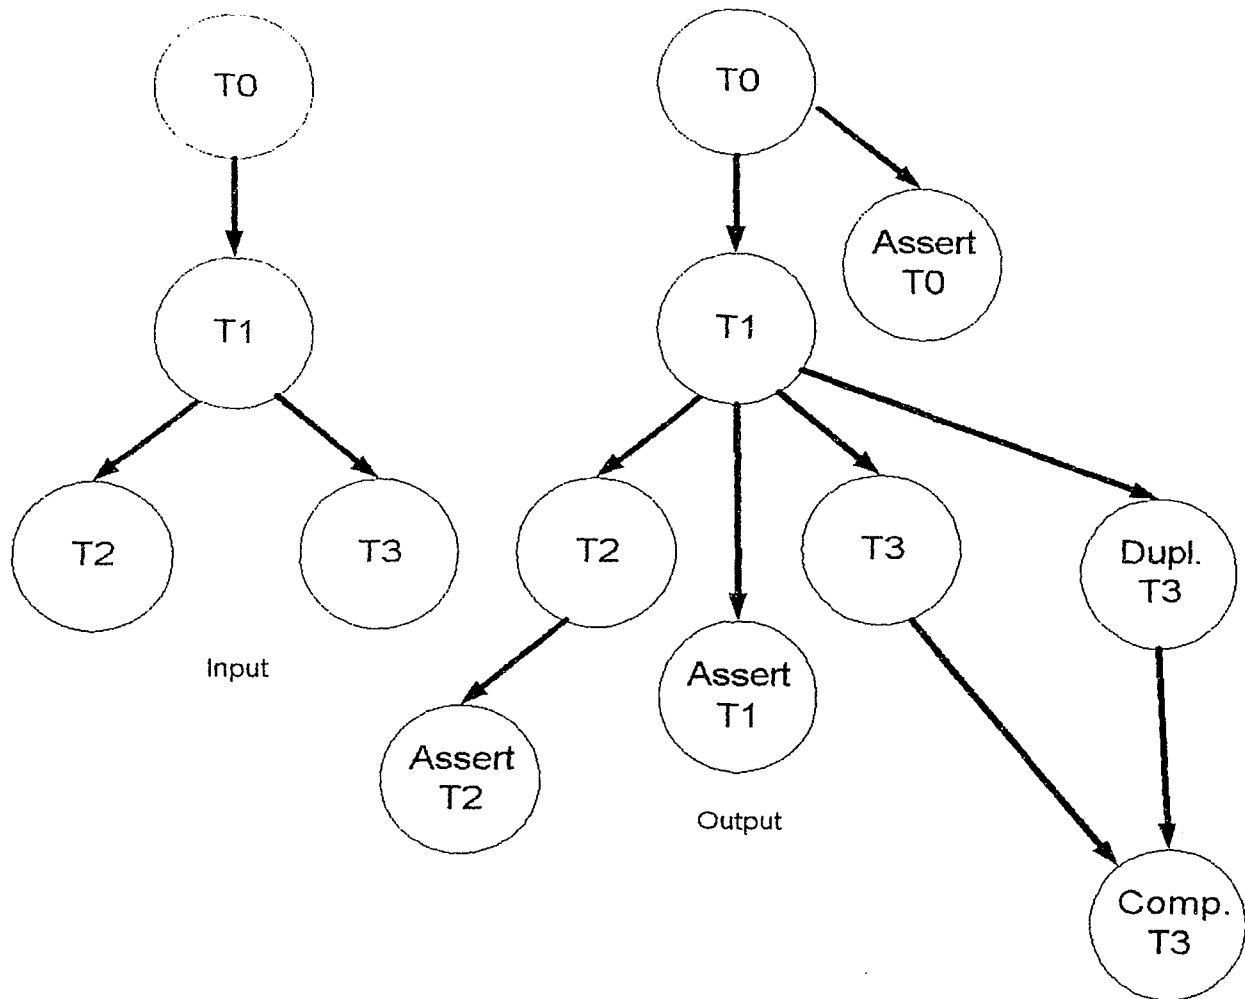 T0
T1
T2
T3
Input
T0
Assert
T0
T1
T2
T3
Dupl.
T3
Assert
T1
Assert
T2
Output
Comp.
T3